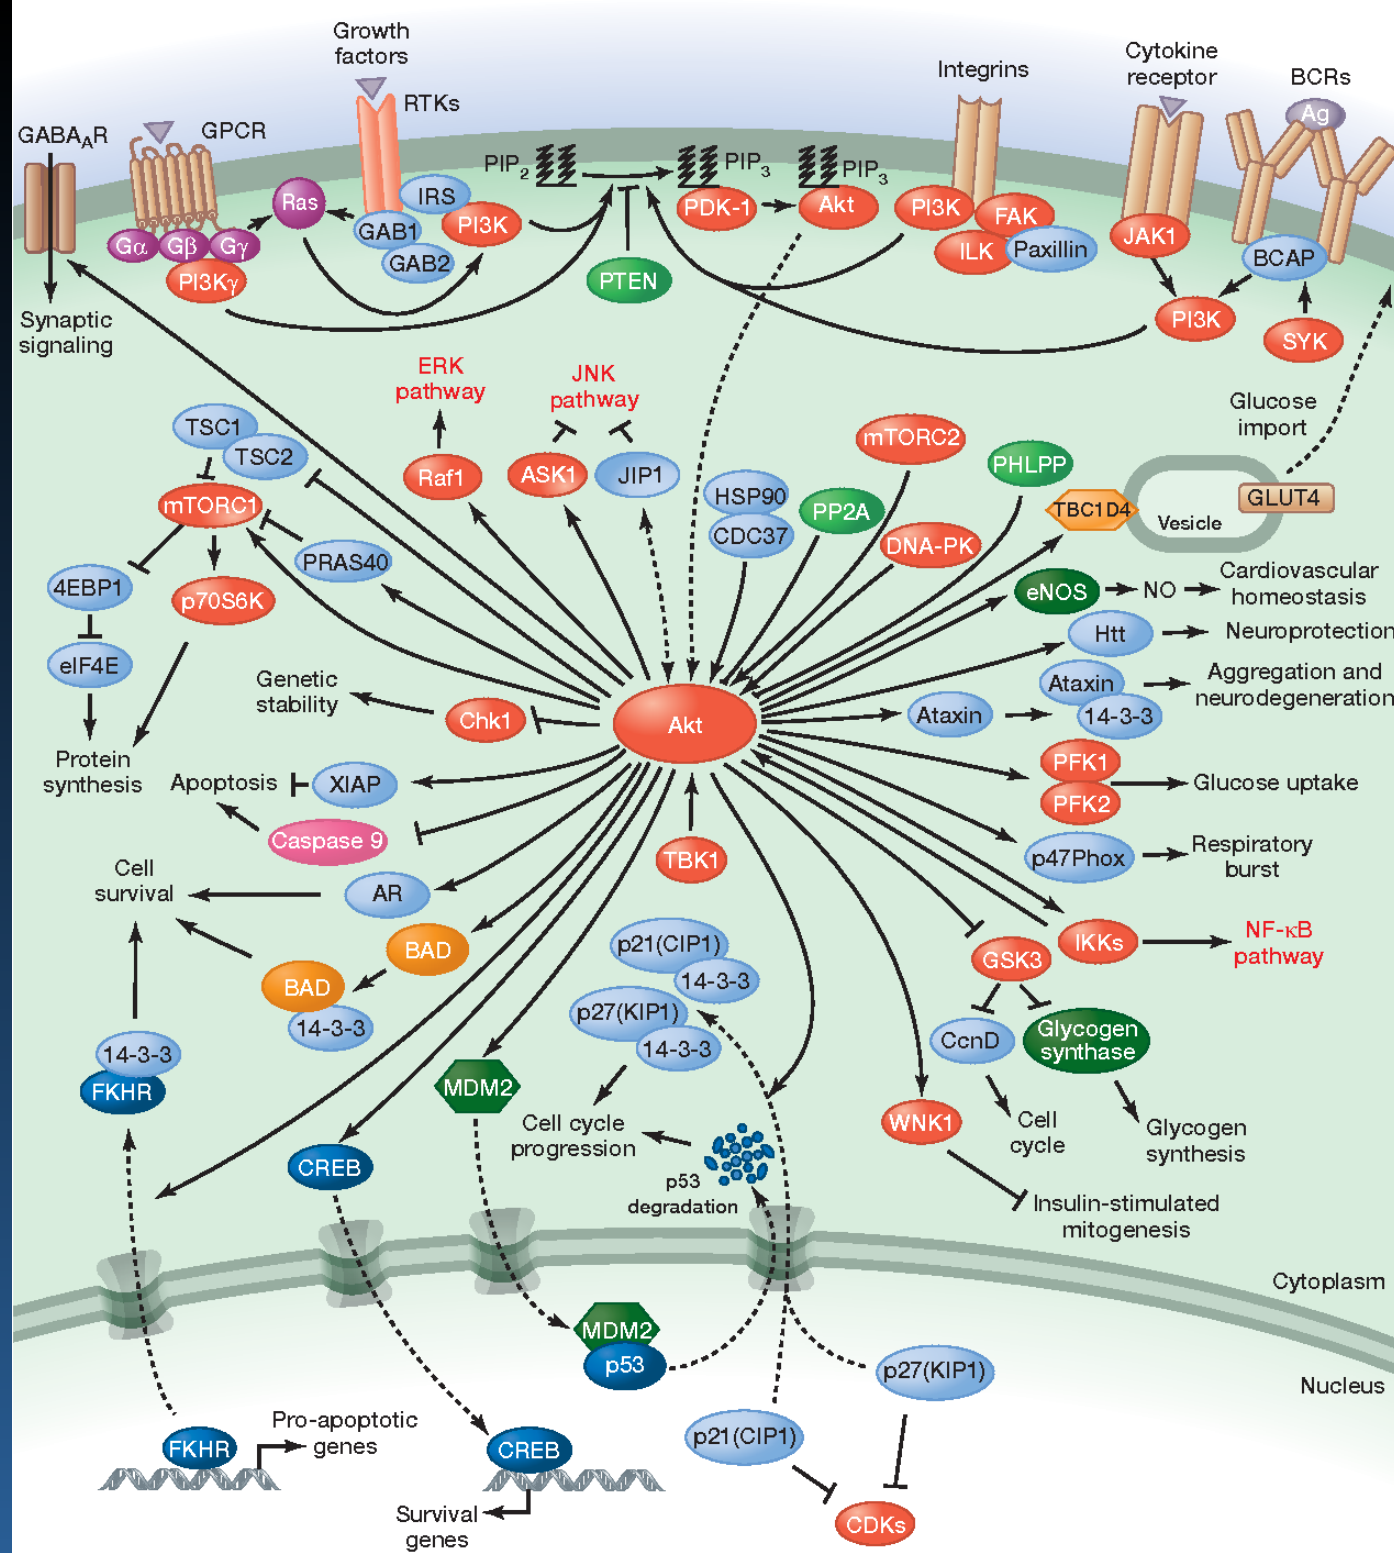 Growth
factors
Integrins
Cytokine
receptor
BCRs
Ag
GABA_AR
GPCR
RTKs
PIP2
PIP3
PIP3
Ras
IRS
GAB1
GAB2
PI3K
PDK-1
Akt
PI3K
FAK
ILK
Paxillin
JAK1
BCAP
Gα
Gβ
Gγ
PI3Kγ
PTEN
PI3K
SYK
Synaptic
signaling
ERK
pathway
JNK
pathway
Glucose
import
TSC1
TSC2
mTORC1
Raf1
ASK1
JIP1
HSP90
CDC37
PP2A
mTORC2
DNA-PK
PHLPP
TBC1D4
Vesicle
GLUT4
PRAS40
4EBP1
p70S6K
eIF4E
eNOS
NO
Cardiovascular
homeostasis
Htt
Neuroprotection
Ataxin
Ataxin
14-3-3
Aggregation and
neurodegeneration
Genetic
stability
Chk1
Akt
Protein
synthesis
Apoptosis
XIAP
Caspase 9
TBK1
PFK1
PFK2
Glucose uptake
p47Phox
Respiratory
burst
Cell
survival
AR
BAD
BAD
14-3-3
p21(CIP1)
14-3-3
p27(KIP1)
14-3-3
GSK3
IKKs
NF-κB
pathway
CcnD
Glycogen
synthase
14-3-3
FKHR
MDM2
Cell cycle
progression
WNK1
Cell
cycle
Glycogen
synthesis
CREB
p53
degradation
Insulin-stimulated
mitogenesis
Cytoplasm
MDM2
p53
p27(KIP1)
Nucleus
Pro-apoptotic
genes
FKHR
CREB
p21(CIP1)
Survival
genes
CDKs